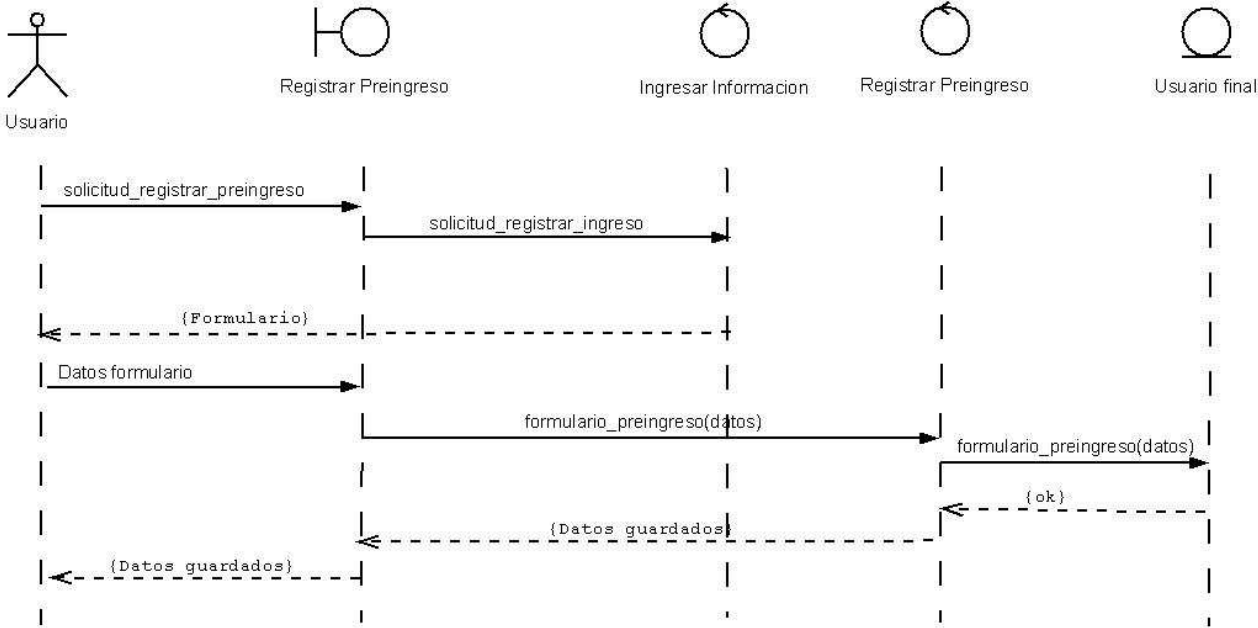 Usuario
Registrar Preingreso
Ingresar Informacion
Registrar Preingreso
Usuario final
solicitud_registrar_preingreso
solicitud_registrar_ingreso
{Formulario}
Datos formulario
formulario_preingreso(datos)
formulario_preingreso(datos)
{ok}
{Datos guardados}
{Datos guardados}